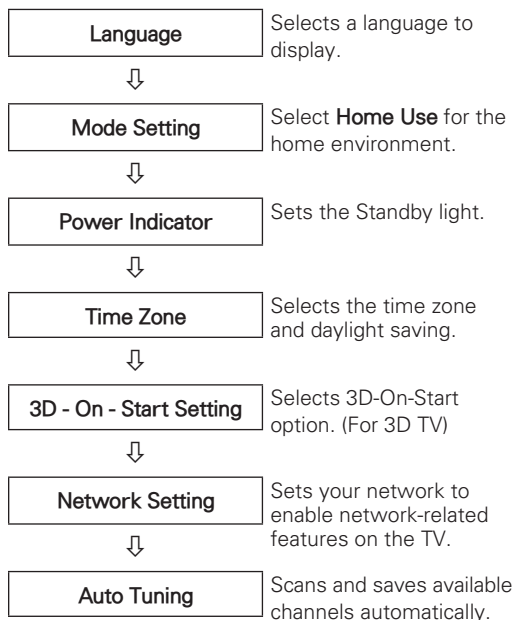 Language
Selects a language to
display.
Mode Setting
Select Home Use for the
home environment.
Power Indicator
Sets the Standby light.
Time Zone
Selects the time zone
and daylight saving.
3D - On - Start Setting
Selects 3D-On-Start
option. (For 3D TV)
Network Setting
Sets your network to
enable network-related
features on the TV.
Auto Tuning
Scans and saves available
channels automatically.